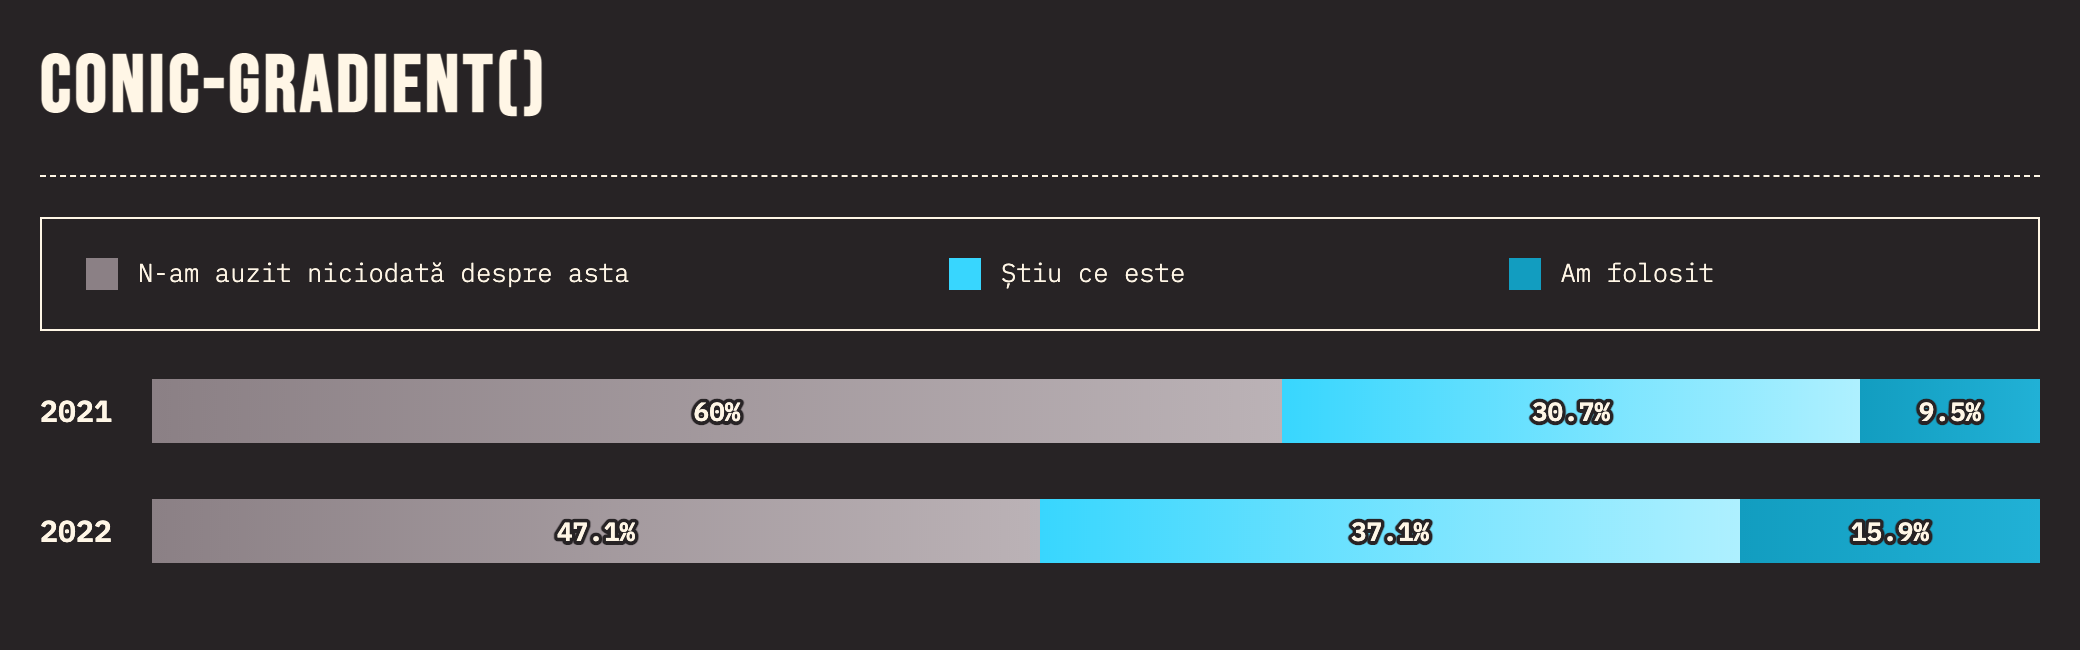 CONIC-GRADIENT()
N-am auzit niciodată despre asta
Știu ce este
Am folosit
2021 60% 30.7% 9.5%
2022 47.1% 37.1% 15.9%